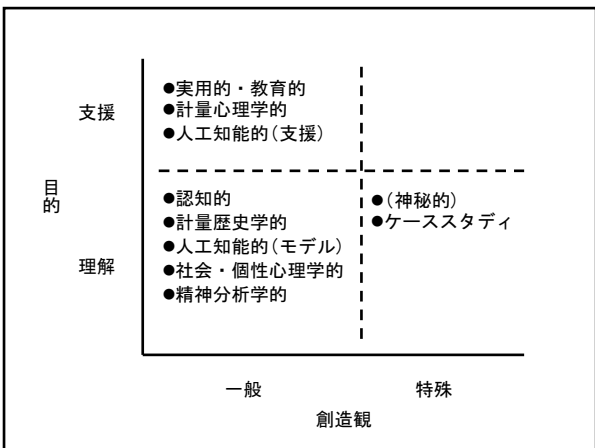 支援
●実用的・教育的
●計量心理学的
●人工知能的(支援)
目的
理解
●認知的
●計量歴史学的
●人工知能的(モデル)
●社会・個性心理学的
●精神分析学的
●(神秘的)
●ケーススタディ
一般
特殊
創造観